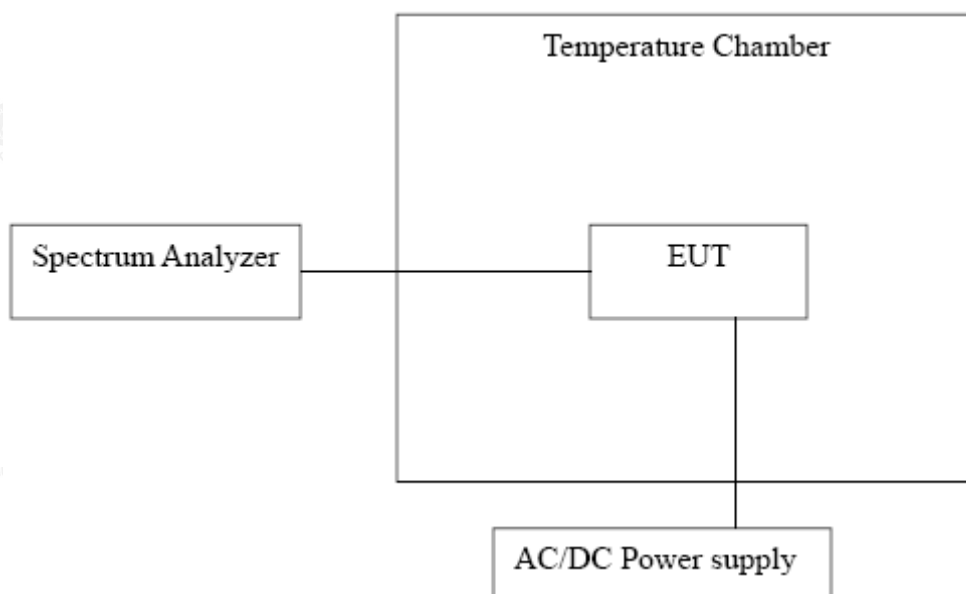 Temperature Chamber
Spectrum Analyzer
EUT
AC/DC Power supply